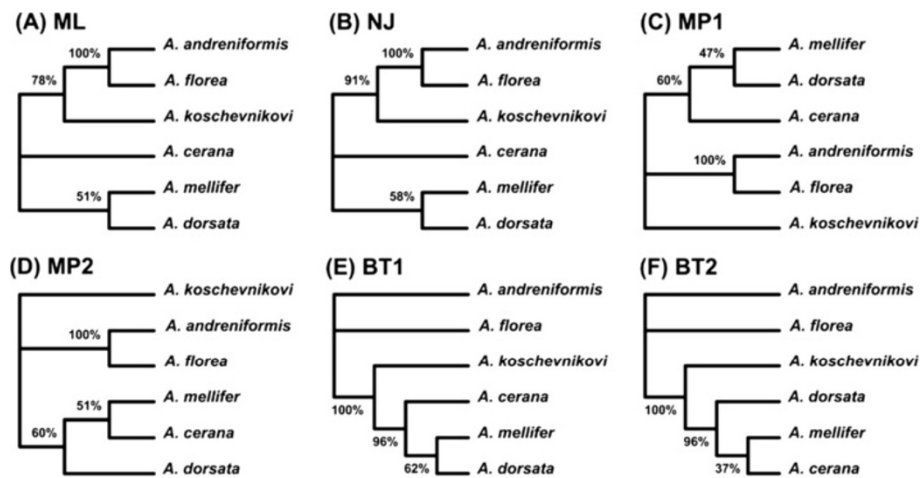 (A) ML
100%
A. andreniformis
78%
A. florea
A. koschevnikovi
A. cerana
51%
A. mellifer
A. dorsata
(B) NJ
100%
A. andreniformis
91%
A. florea
A. koschevnikovi
A. cerana
58%
A. mellifer
A. dorsata
(C) MP1
47%
A. mellifer
60%
A. dorsata
A. cerana
100%
A. andreniformis
A. florea
A. koschevnikovi
(D) MP2
A. koschevnikovi
100%
A. andreniformis
A. florea
51%
A. mellifer
60%
A. cerana
A. dorsata
(E) BT1
A. andreniformis
A. florea
A. koschevnikovi
100%
A. cerana
96%
A. mellifer
62%
A. dorsata
(F) BT2
A. andreniformis
A. florea
A. koschevnikovi
100%
A. dorsata
96%
A. mellifer
37%
A. cerana